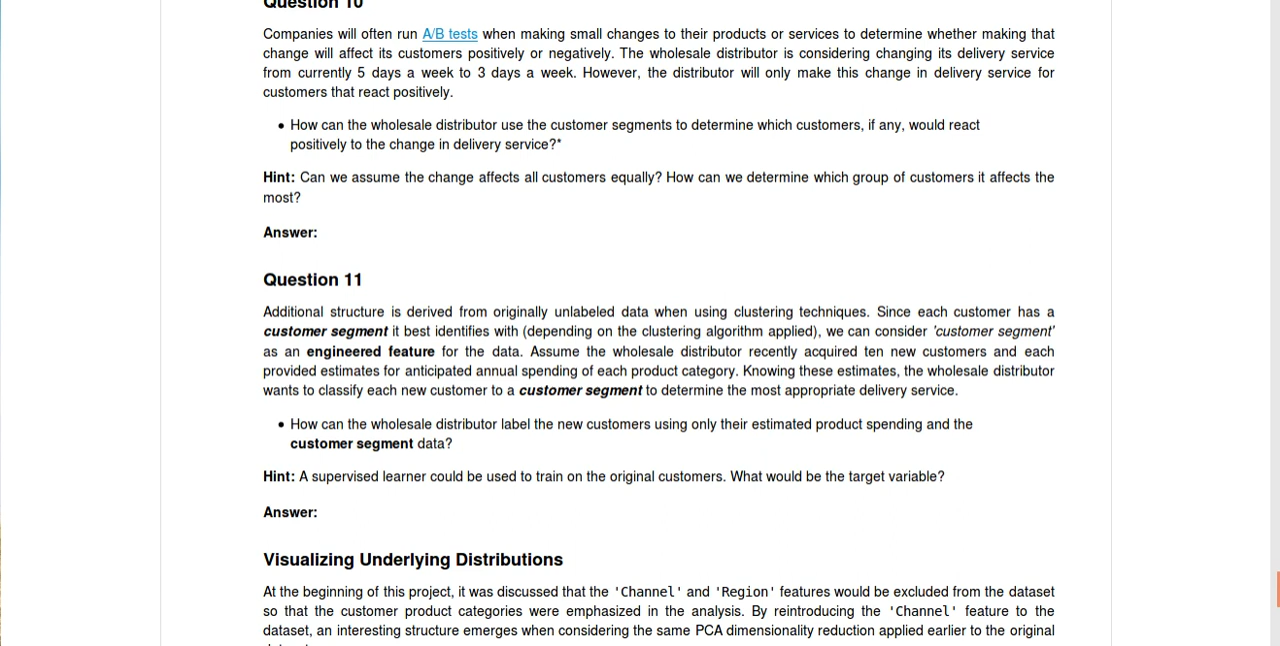 Question 10
Companies will often run A/B tests when making small changes to their products or services to determine whether making that
change will affect its customers positively or negatively. The wholesale distributor is considering changing its delivery service
from currently 5 days a week to 3 days a week. However, the distributor will only make this change in delivery service for
customers that react positively.
• How can the wholesale distributor use the customer segments to determine which customers, if any, would react
positively to the change in delivery service?*
Hint: Can we assume the change affects all customers equally? How can we determine which group of customers it affects the
most?
Answer:
Question 11
Additional structure is derived from originally unlabeled data when using clustering techniques. Since each customer has a
customer segment it best identifies with (depending on the clustering algorithm applied), we can consider 'customer segment'
as an engineered feature for the data. Assume the wholesale distributor recently acquired ten new customers and each
provided estimates for anticipated annual spending of each product category. Knowing these estimates, the wholesale distributor
wants to classify each new customer to a customer segment to determine the most appropriate delivery service.
• How can the wholesale distributor label the new customers using only their estimated product spending and the
customer segment data?
Hint: A supervised learner could be used to train on the original customers. What would be the target variable?
Answer:
Visualizing Underlying Distributions
At the beginning of this project, it was discussed that the 'Channel' and 'Region' features would be excluded from the dataset
so that the customer product categories were emphasized in the analysis. By reintroducing the 'Channel' feature to the
dataset, an interesting structure emerges when considering the same PCA dimensionality reduction applied earlier to the original